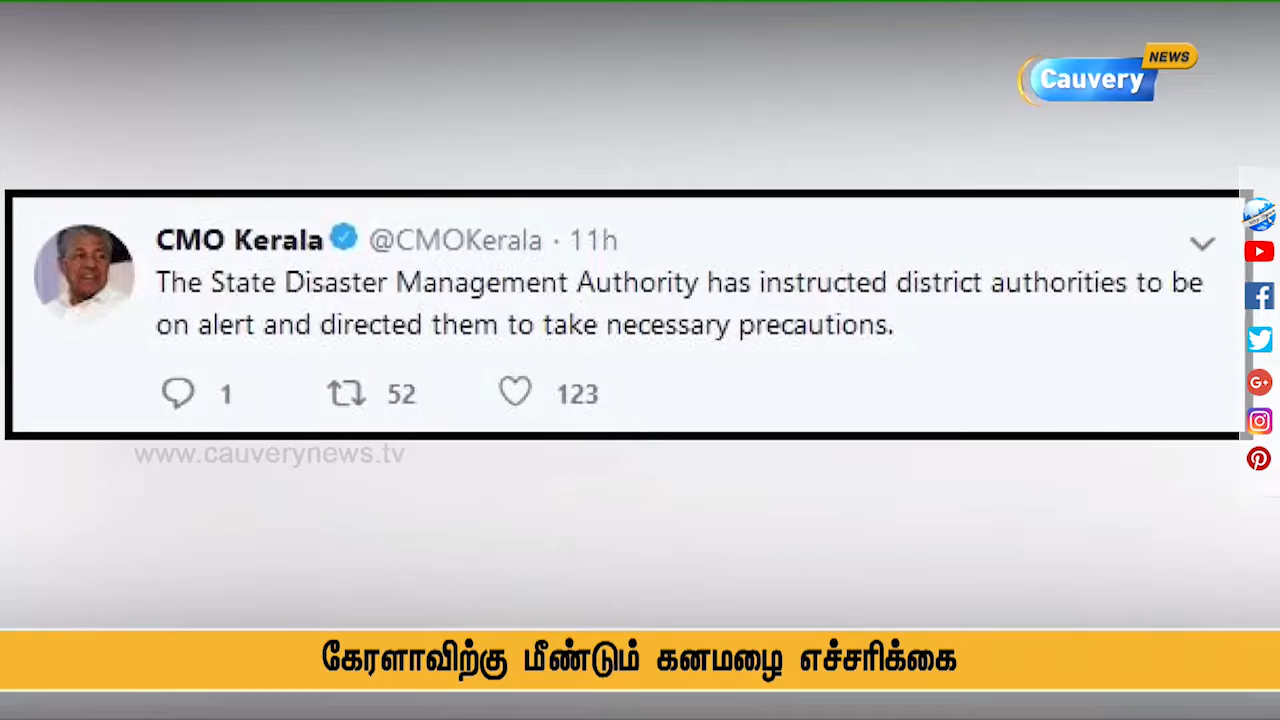 NEWS
Cauvery
CMO Kerala @CMOKerala · 11h
The State Disaster Management Authority has instructed district authorities to be
on alert and directed them to take necessary precautions.
1 52 123
www.cauverynews.tv
கேரளாவிற்கு மீண்டும் கனமழை எச்சரிக்கை